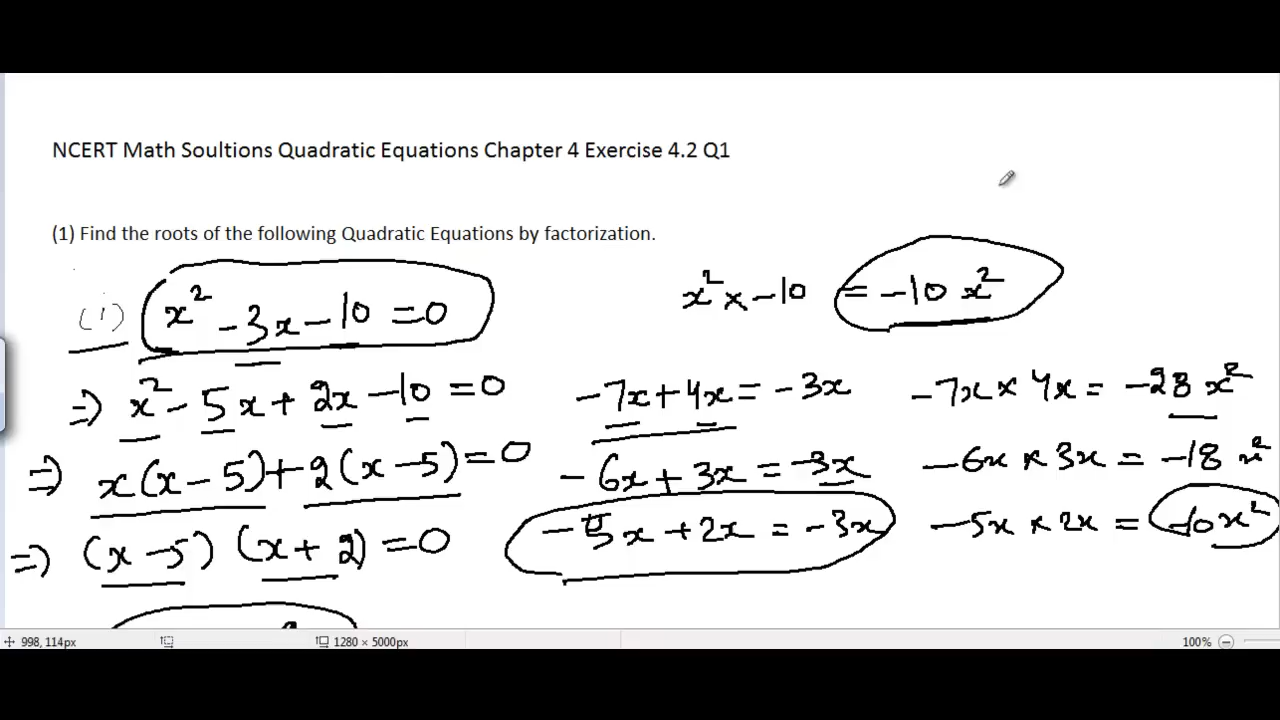 NCERT Math Soultions Quadratic Equations Chapter 4 Exercise 4.2 Q1
(1) Find the roots of the following Quadratic Equations by factorization.
(i) x² - 3x - 10 = 0
x² × -10 = -10x²
⇒ x² - 5x + 2x - 10 = 0
-7x + 4x = -3x
-7x × 4x = -28x²
⇒ x(x - 5) + 2(x - 5) = 0
-6x + 3x = -3x
-6x × 3x = -18x²
⇒ (x - 5) (x + 2) = 0
-5x + 2x = -3x
-5x × 2x = -10x²
998, 114px
1280 × 5000px
100%